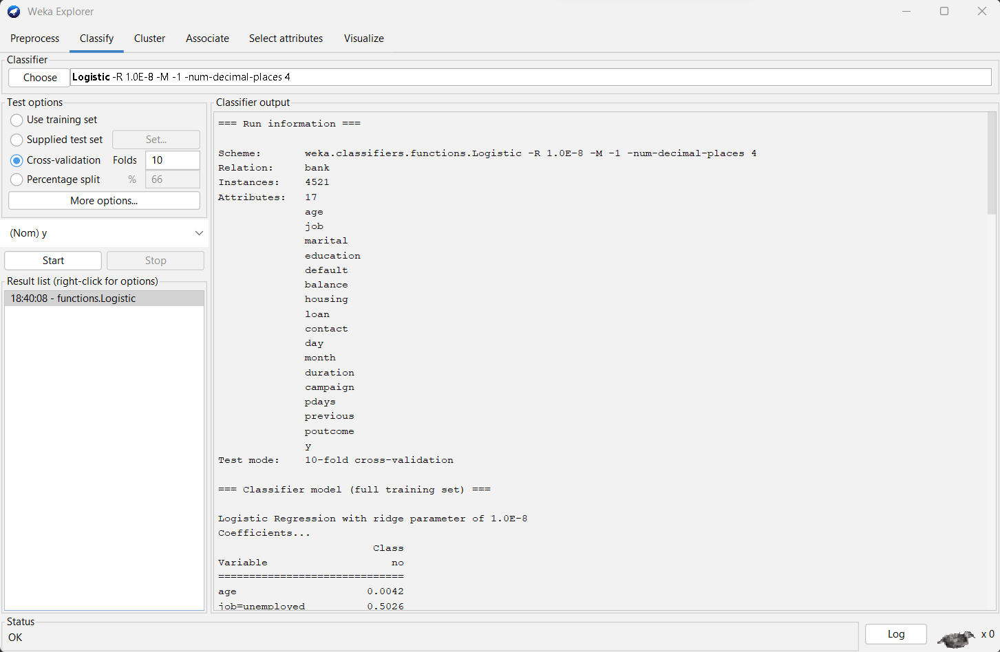 Weka Explorer
Preprocess Classify Cluster Associate Select attributes Visualize
Classifier
Choose Logistic -R 1.0E-8 -M -1 -num-decimal-places 4
Test options
Use training set
Supplied test set Set...
Cross-validation Folds 10
Percentage split % 66
More options...
(Nom) y
Start Stop
Result list (right-click for options)
18:40:08 - functions.Logistic
Classifier output
=== Run information ===
Scheme: weka.classifiers.functions.Logistic -R 1.0E-8 -M -1 -num-decimal-places 4
Relation: bank
Instances: 4521
Attributes: 17
age
job
marital
education
default
balance
housing
loan
contact
day
month
duration
campaign
pdays
previous
poutcome
y
Test mode: 10-fold cross-validation
=== Classifier model (full training set) ===
Logistic Regression with ridge parameter of 1.0E-8
Coefficients...
Class
Variable no
==============================
age 0.0042
job=unemployed 0.5026
Status
OK
Log x 0